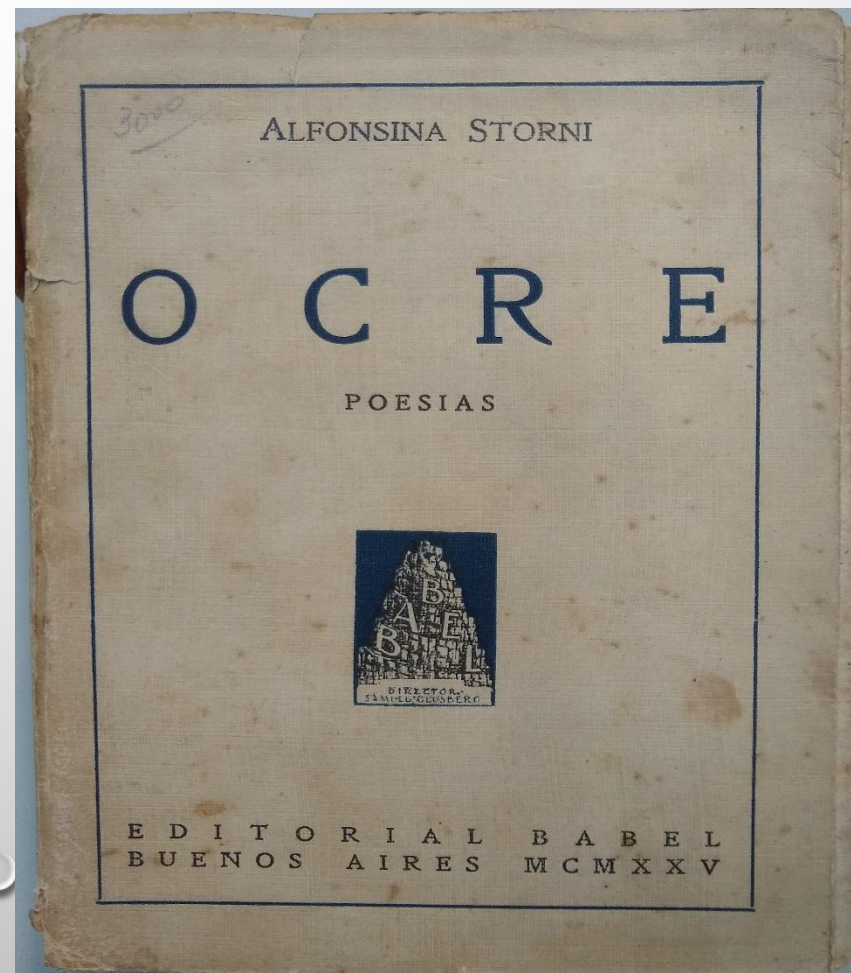 3000
ALFONSINA STORNI
OCRE
POESIAS
BABEL
DIRECTOR
SAMUEL GLUSBERG
EDITORIAL BABEL
BUENOS AIRES MCMXXV